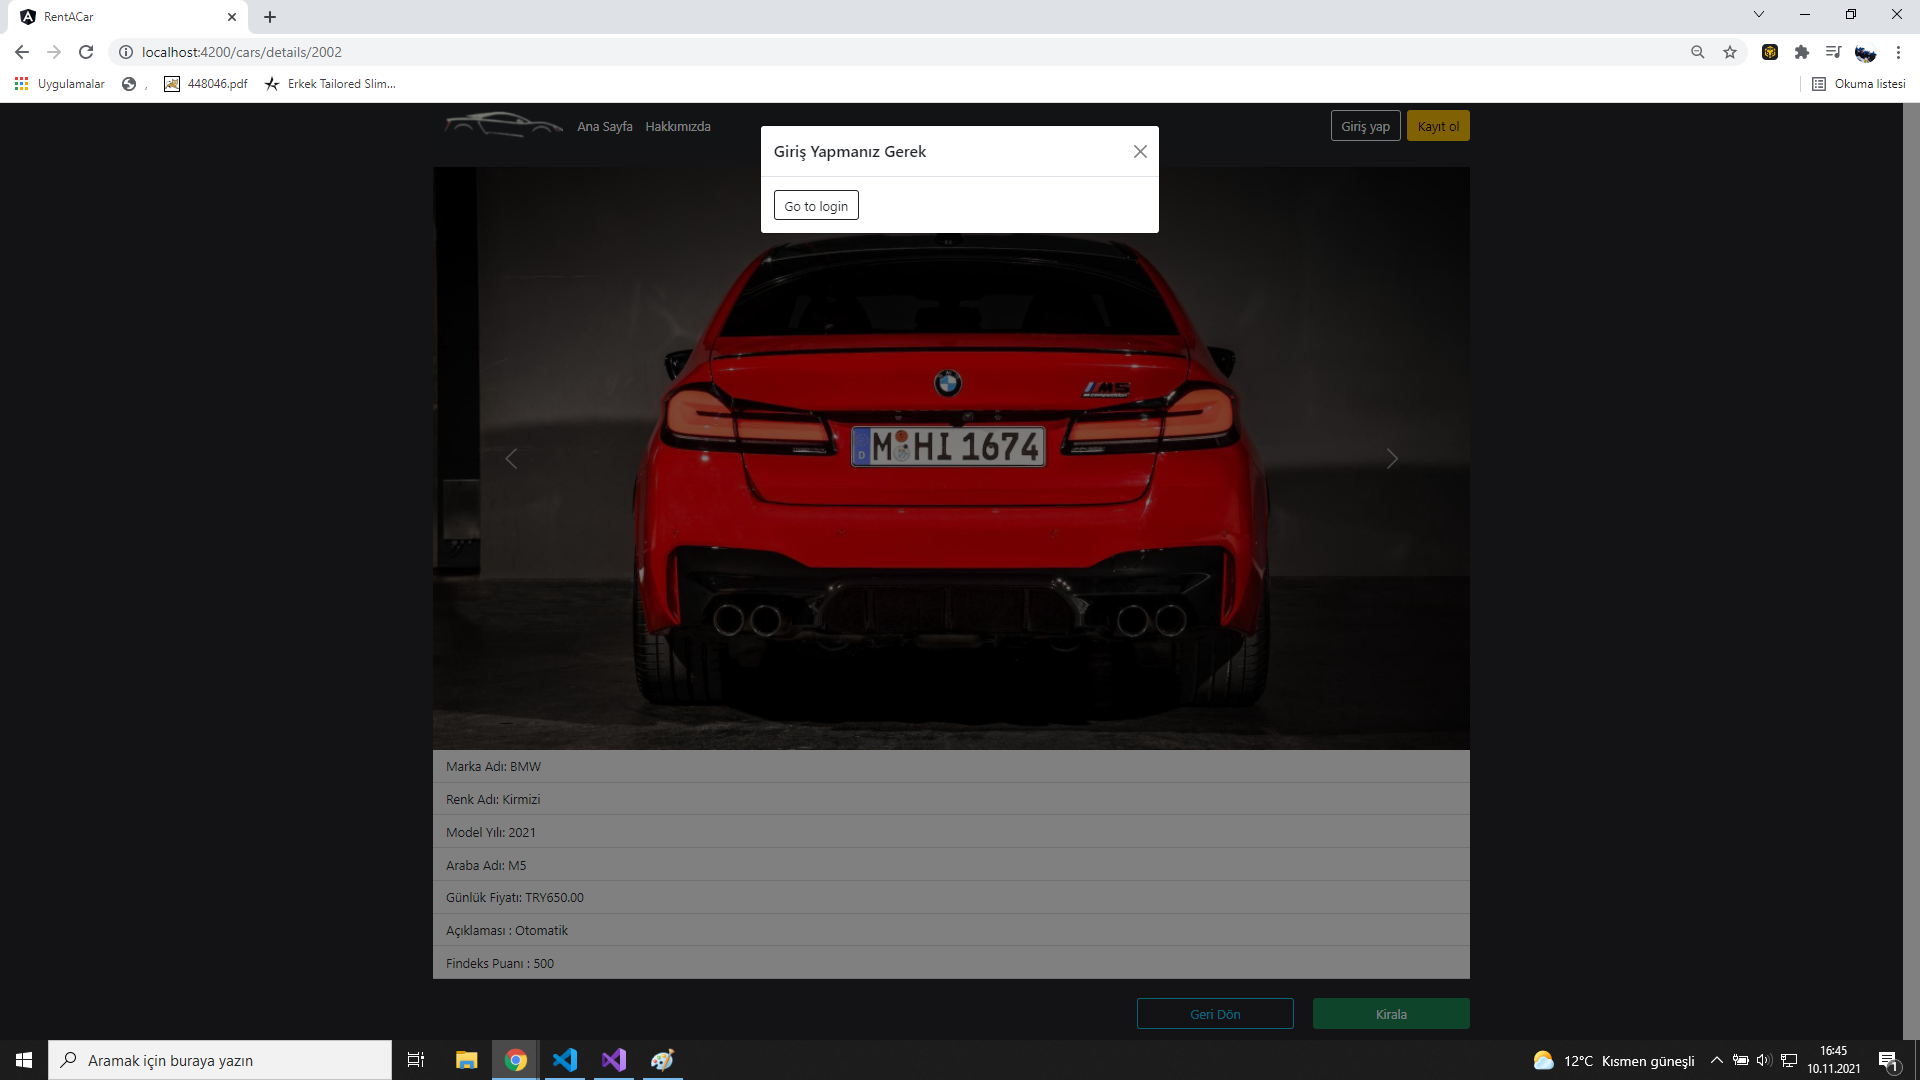 RentACar
localhost:4200/cars/details/2002
Uygulamalar , 448046.pdf Erkek Tailored Slim... Okuma listesi
Ana Sayfa Hakkımızda Giriş yap Kayıt ol
Giriş Yapmanız Gerek
Go to login
M5
M HI 1674
D
Marka Adı: BMW
Renk Adı: Kirmizi
Model Yılı: 2021
Araba Adı: M5
Günlük Fiyatı: TRY650.00
Açıklaması : Otomatik
Findeks Puanı : 500
Geri Dön Kirala
Aramak için buraya yazın 12°C Kısmen güneşli 16:45
10.11.2021 1